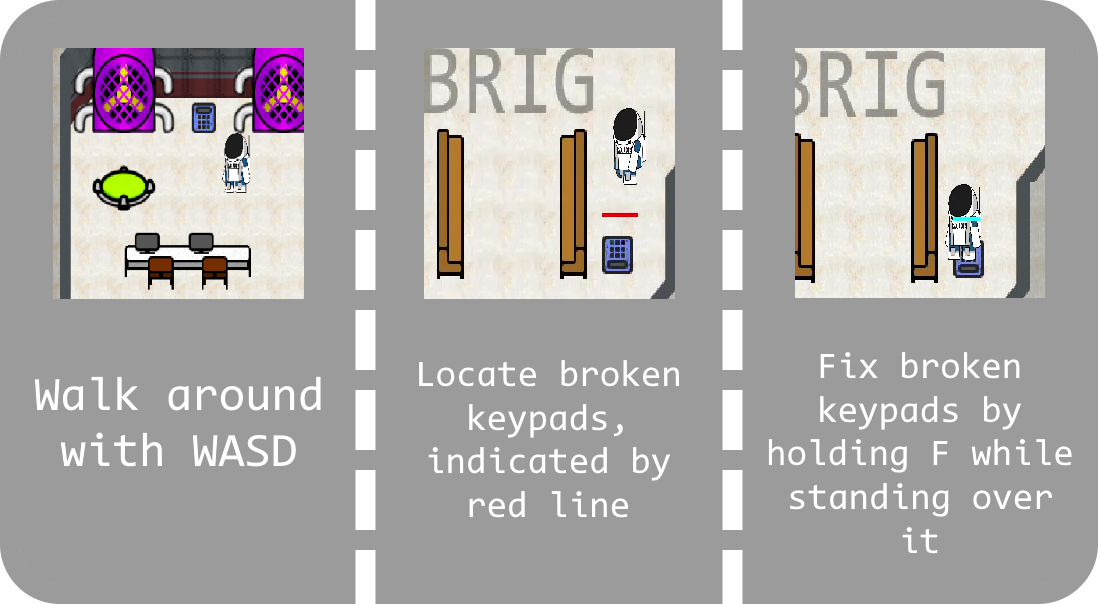 BRIG
BRIG
Walk around
with WASD
Locate broken
keypads,
indicated by
red line
Fix broken
keypads by
holding F while
standing over
it